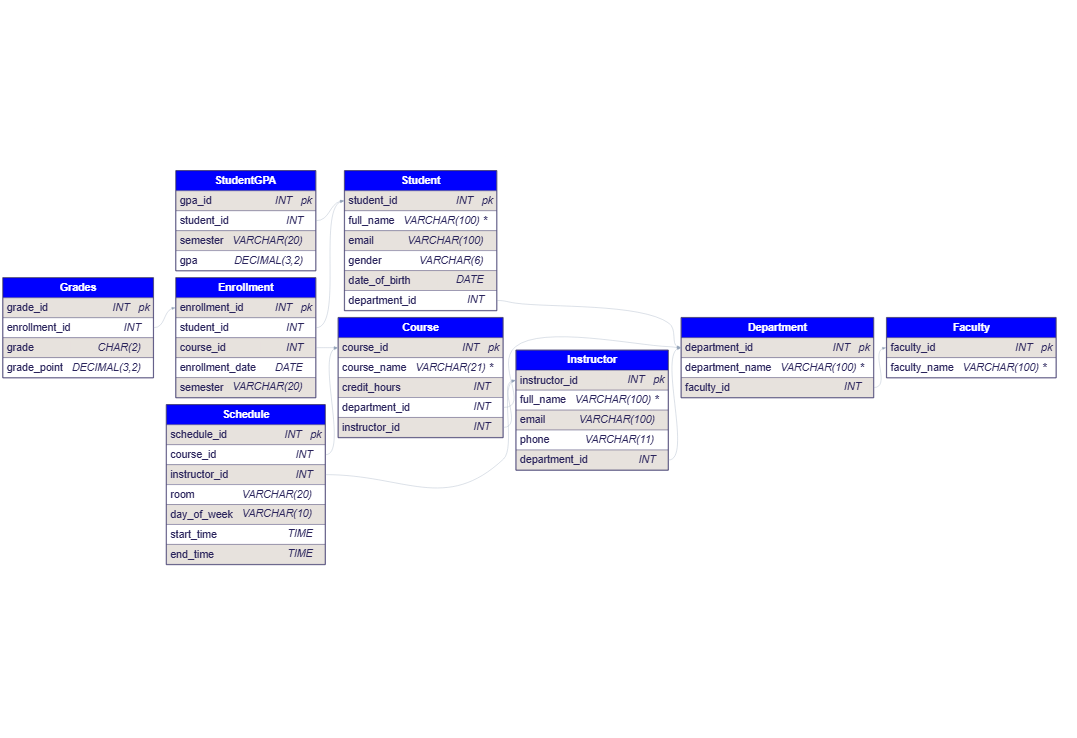 StudentGPA
gpa_id INT pk
student_id INT
semester VARCHAR(20)
gpa DECIMAL(3,2)
Student
student_id INT pk
full_name VARCHAR(100) *
email VARCHAR(100)
gender VARCHAR(6)
date_of_birth DATE
department_id INT
Grades
grade_id INT pk
enrollment_id INT
grade CHAR(2)
grade_point DECIMAL(3,2)
Enrollment
enrollment_id INT pk
student_id INT
course_id INT
enrollment_date DATE
semester VARCHAR(20)
Course
course_id INT pk
course_name VARCHAR(21) *
credit_hours INT
department_id INT
instructor_id INT
Instructor
instructor_id INT pk
full_name VARCHAR(100) *
email VARCHAR(100)
phone VARCHAR(11)
department_id INT
Department
department_id INT pk
department_name VARCHAR(100) *
faculty_id INT
Faculty
faculty_id INT pk
faculty_name VARCHAR(100) *
Schedule
schedule_id INT pk
course_id INT
instructor_id INT
room VARCHAR(20)
day_of_week VARCHAR(10)
start_time TIME
end_time TIME